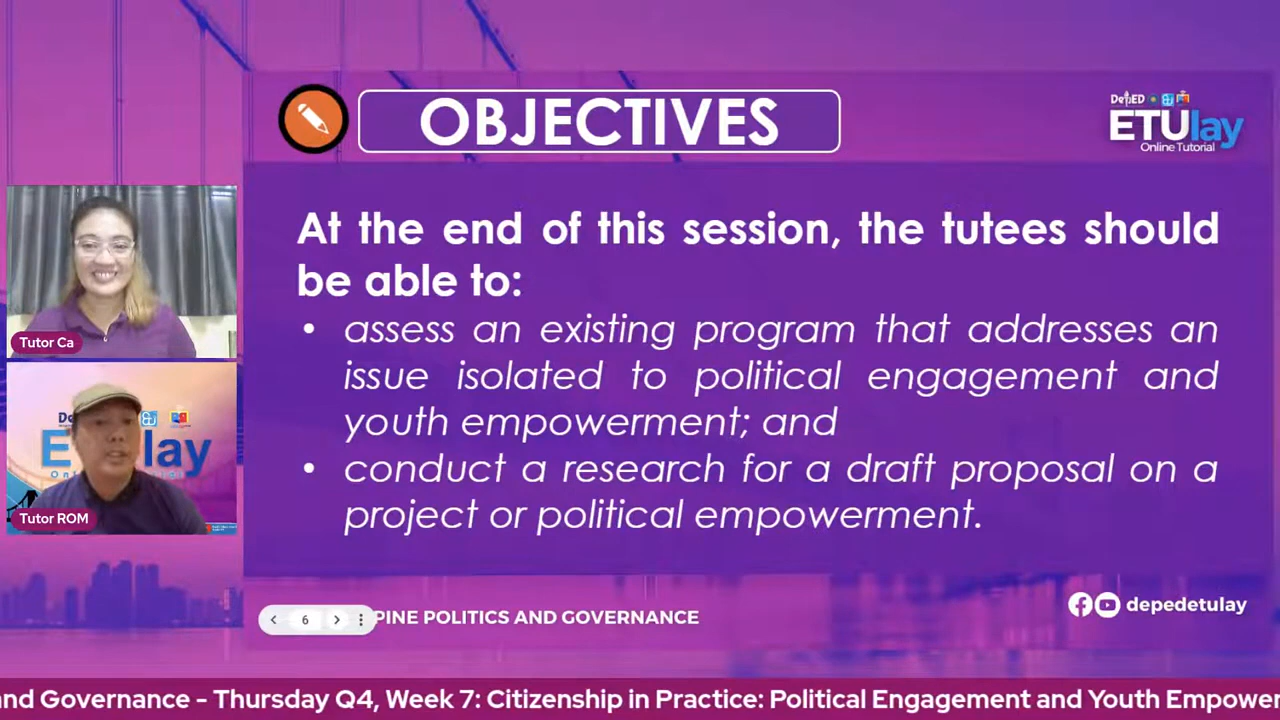 OBJECTIVES
DepED
ETUlay
Online Tutorial
At the end of this session, the tutees should
be able to:
• assess an existing program that addresses an
issue isolated to political engagement and
youth empowerment; and
• conduct a research for a draft proposal on a
project or political empowerment.
Tutor Ca
De
E lay
Tutor ROM
6
PINE POLITICS AND GOVERNANCE
depedetulay
nd Governance - Thursday Q4, Week 7: Citizenship in Practice: Political Engagement and Youth Empower